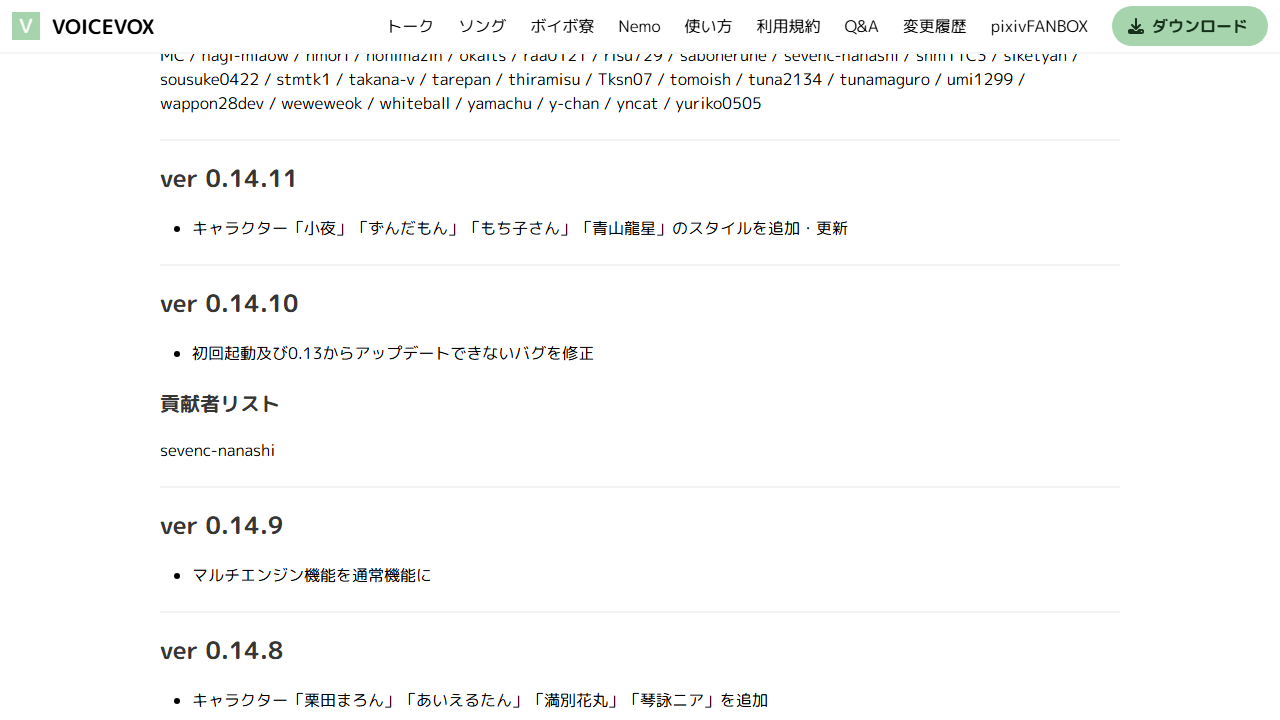 V VOICEVOX トーク ソング ボイボ寮 Nemo 使い方 利用規約 Q&A 変更履歴 pixivFANBOX ダウンロード
MC / nagi-miaow / nmori / nonimazin / okaits / raa0121 / risu729 / sabonerune / sevenc-nanashi / shm11C3 / siketyan /
sousuke0422 / stmtk1 / takana-v / tarepan / thiramisu / Tksn07 / tomoish / tuna2134 / tunamaguro / umi1299 /
wappon28dev / weweweok / whiteball / yamachu / y-chan / yncat / yuriko0505
ver 0.14.11
キャラクター「小夜」「ずんだもん」「もち子さん」「青山龍星」のスタイルを追加・更新
ver 0.14.10
初回起動及び0.13からアップデートできないバグを修正
貢献者リスト
sevenc-nanashi
ver 0.14.9
マルチエンジン機能を通常機能に
ver 0.14.8
キャラクター「栗田まろん」「あいえるたん」「満別花丸」「琴詠ニア」を追加